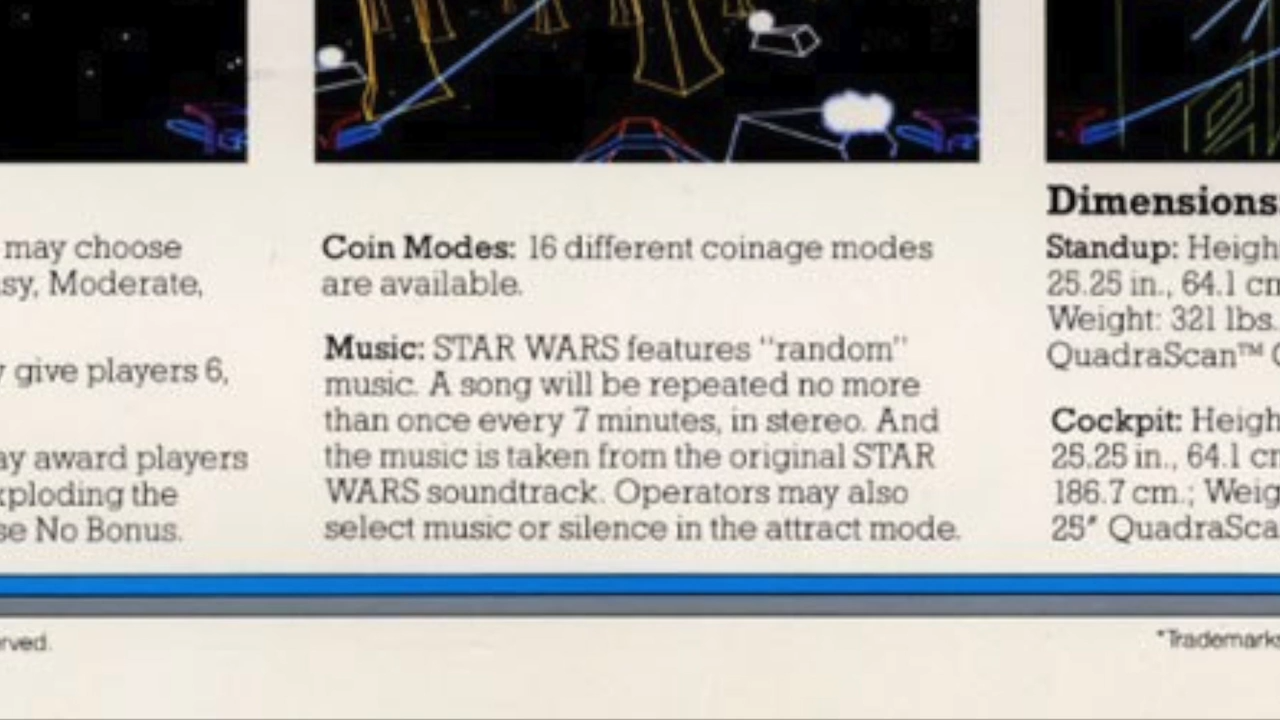 may choose
sy, Moderate,
give players 6,
ay award players
xploding the
se No Bonus.
Coin Modes: 16 different coinage modes
are available.
Music: STAR WARS features "random"
music. A song will be repeated no more
than once every 7 minutes, in stereo. And
the music is taken from the original STAR
WARS soundtrack. Operators may also
select music or silence in the attract mode.
Dimensions
Standup: Heigh
25.25 in., 64.1 cm
Weight: 321 lbs.
QuadraScan™
Cockpit: Heigh
25.25 in., 64.1 cm
186.7 cm.; Weig
25" QuadraSca
rved.
*Trademarks